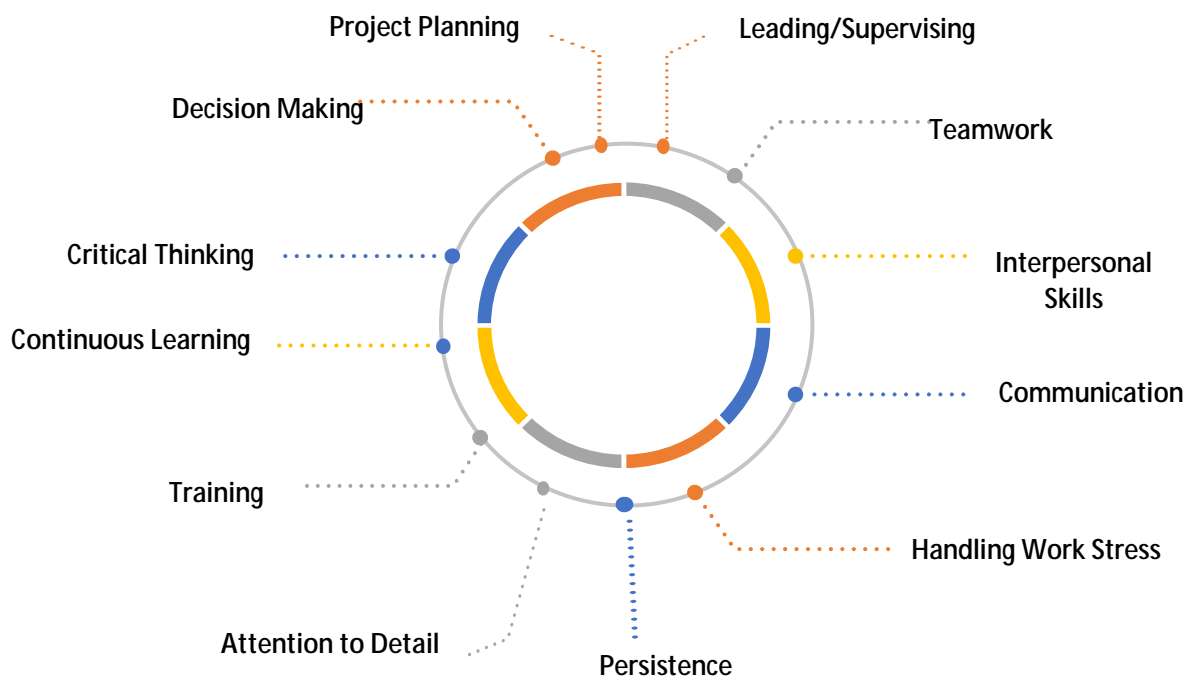 Project Planning
Leading/Supervising
Decision Making
Teamwork
Critical Thinking
Interpersonal
Skills
Continuous Learning
Communication
Training
Handling Work Stress
Attention to Detail
Persistence